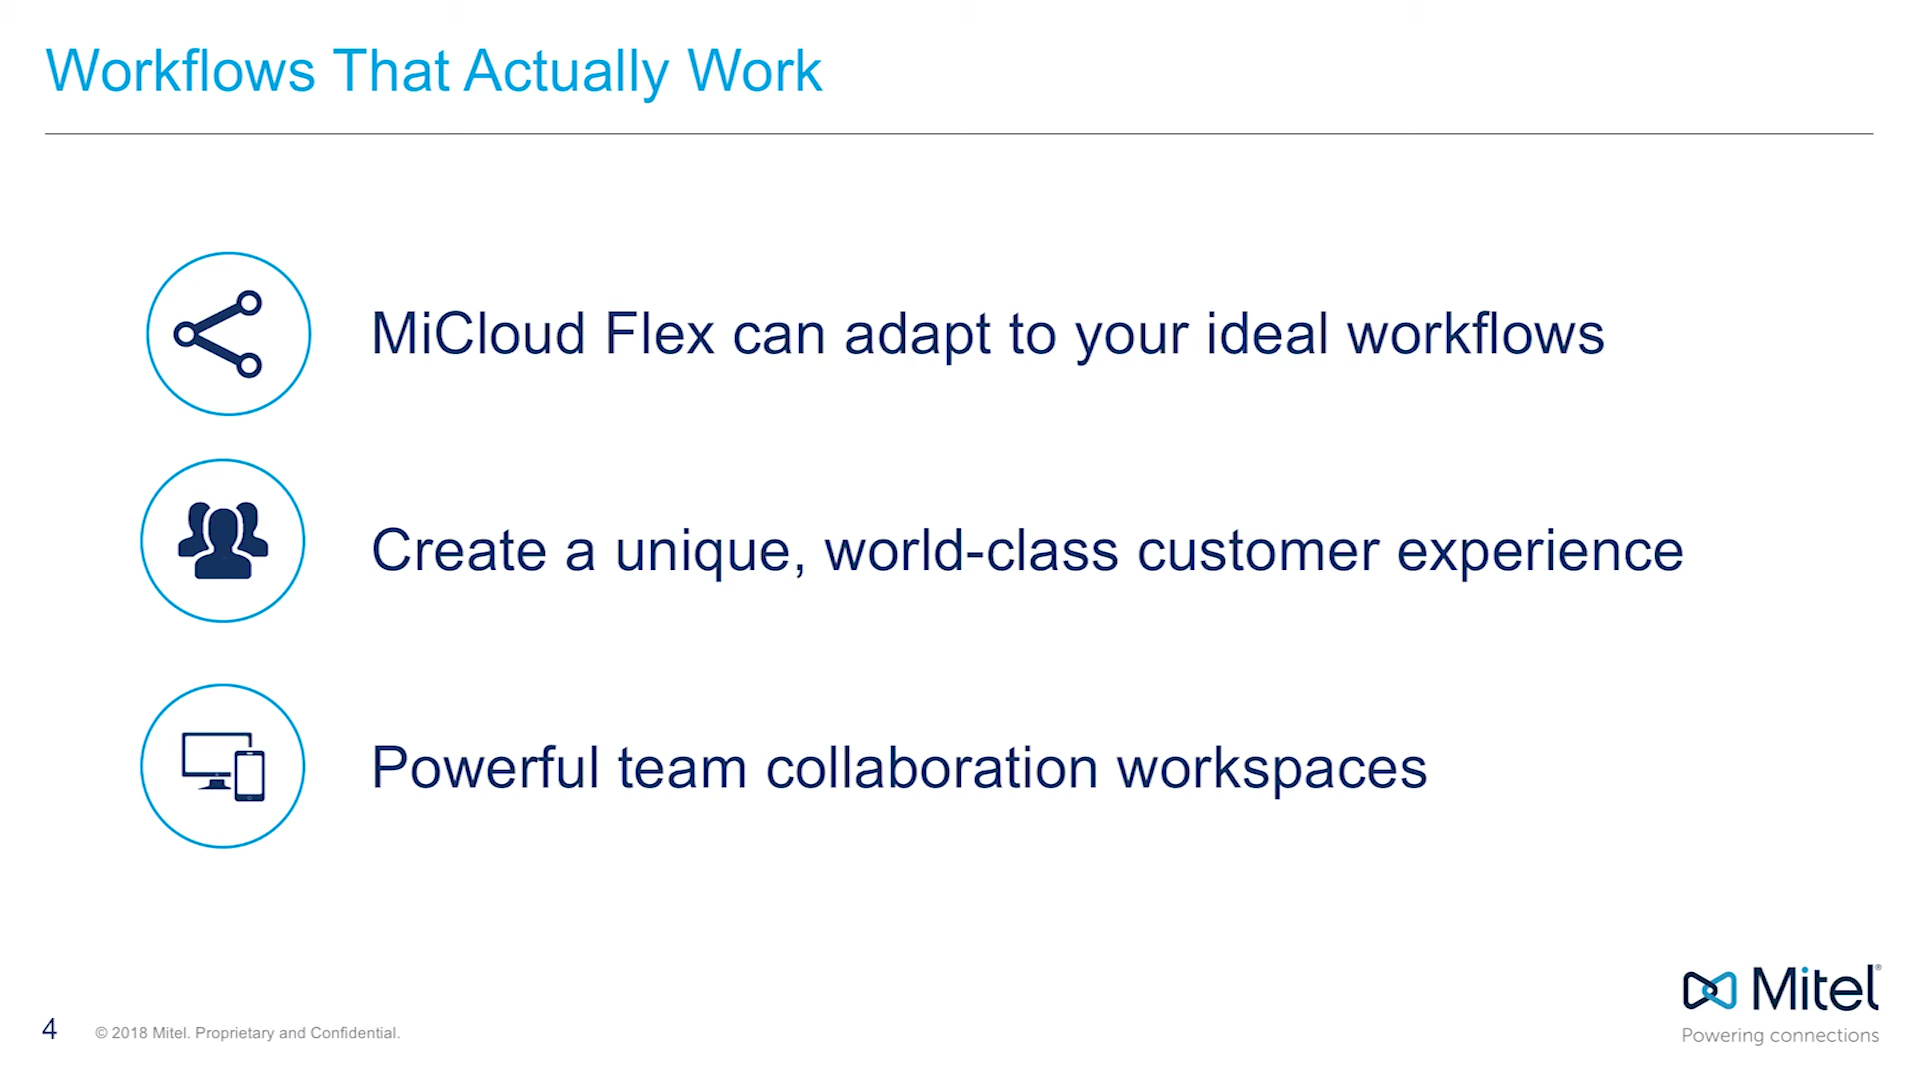 Workflows That Actually Work
MiCloud Flex can adapt to your ideal workflows
Create a unique, world-class customer experience
Powerful team collaboration workspaces
Mitel®
Powering connections
4
© 2018 Mitel. Proprietary and Confidential.